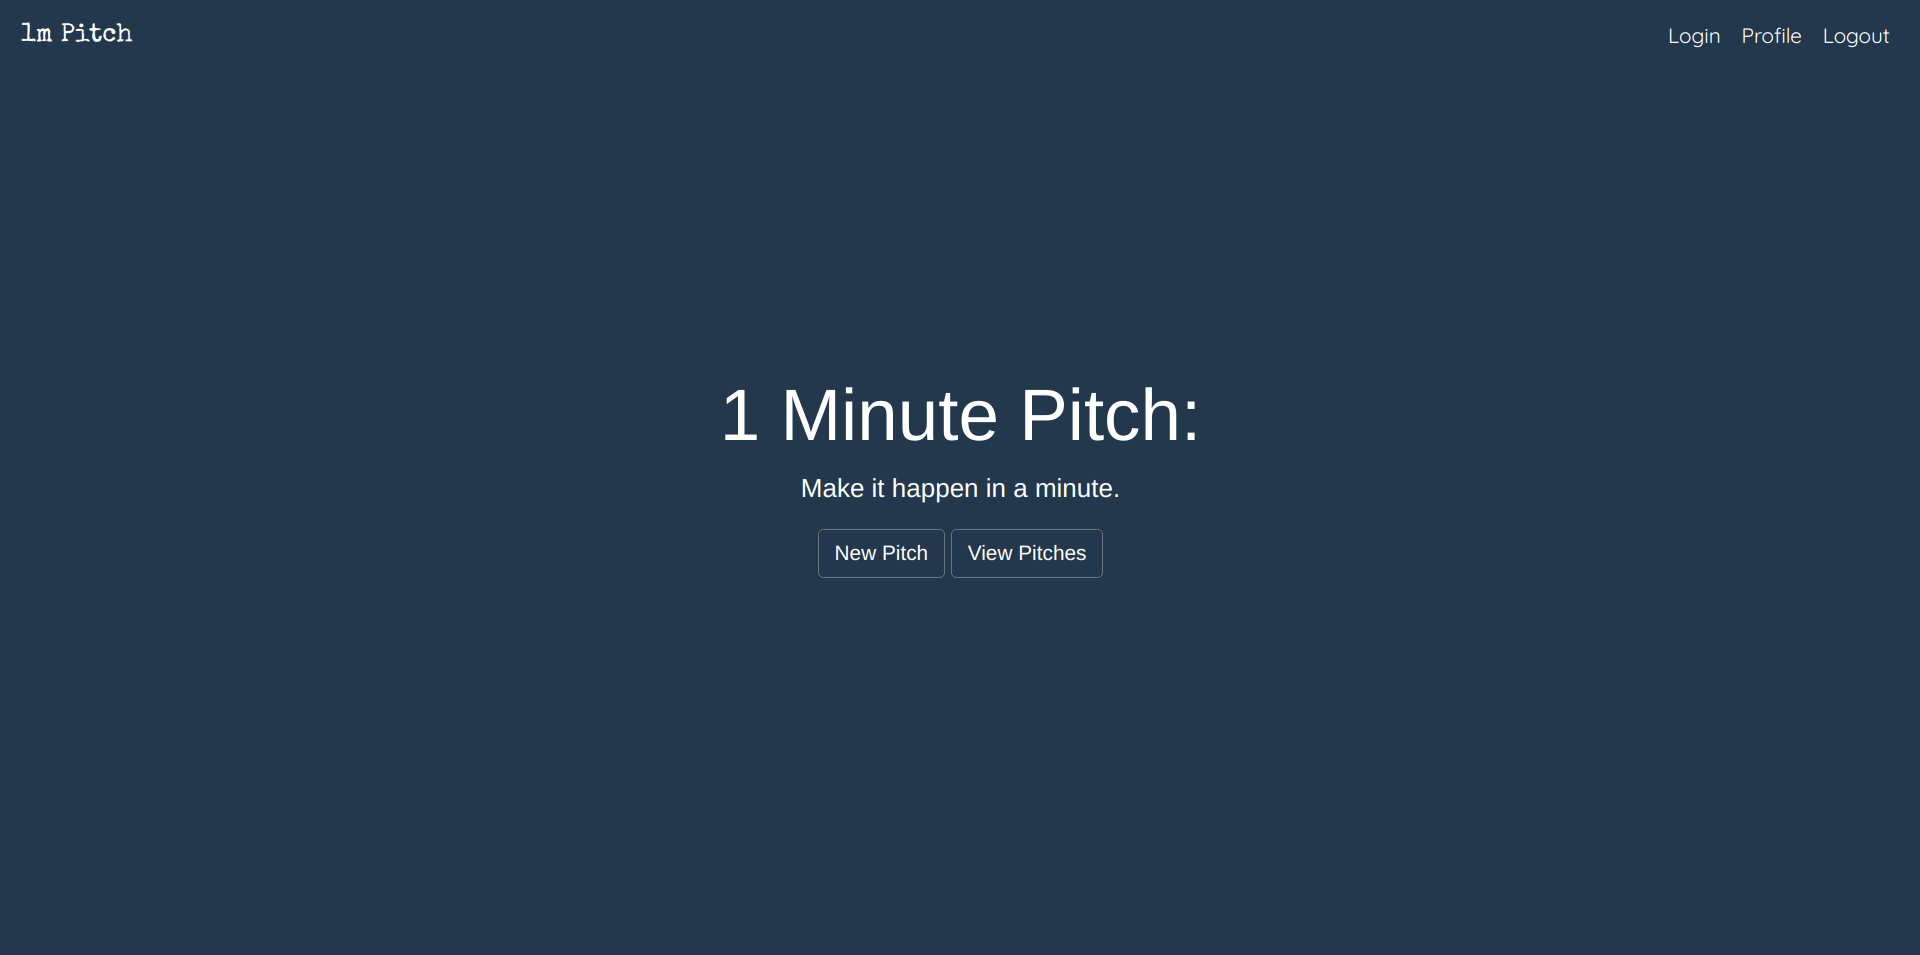 1m Pitch
Login Profile Logout
1 Minute Pitch:
Make it happen in a minute.
New Pitch View Pitches